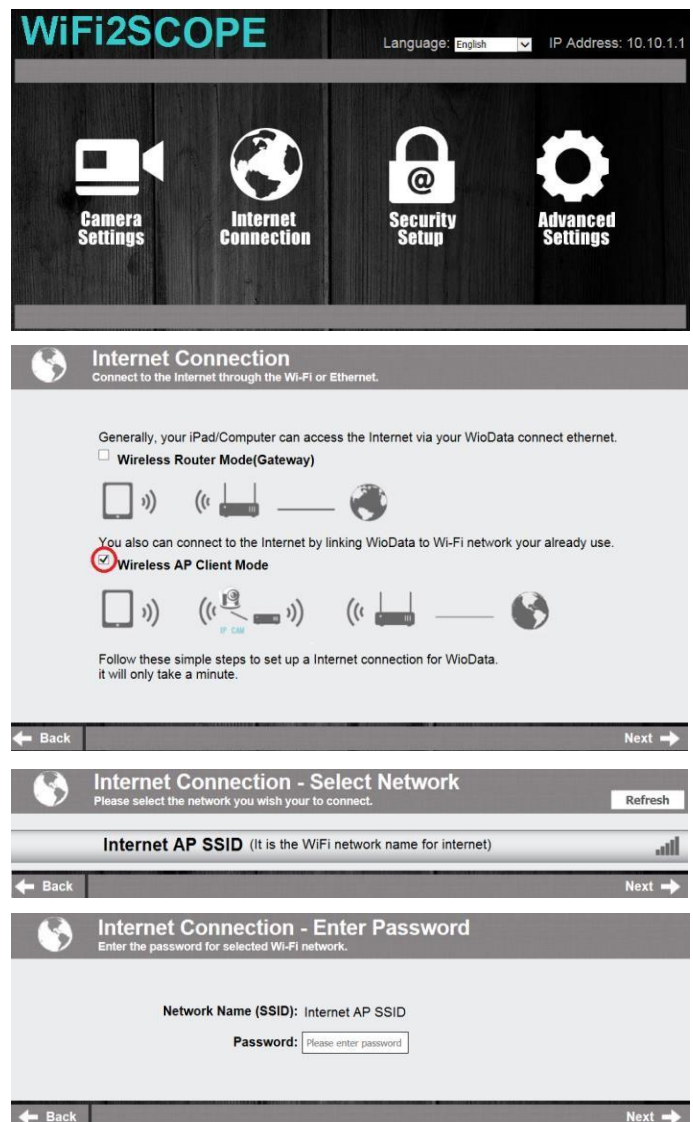 WiFi2SCOPE
Language: English IP Address: 10.10.1.1
Camera
Settings
Internet
Connection
@
Security
Setup
Advanced
Settings
Internet Connection
Connect to the Internet through the Wi-Fi or Ethernet.
Generally, your iPad/Computer can access the Internet via your WioData connect ethernet.
Wireless Router Mode(Gateway)
You also can connect to the Internet by linking WioData to Wi-Fi network your already use.
Wireless AP Client Mode
IP CAM
Follow these simple steps to set up a Internet connection for WioData.
it will only take a minute.
Back Next
Internet Connection - Select Network
Please select the network you wish your to connect.
Refresh
Internet AP SSID (It is the WiFi network name for internet)
Back Next
Internet Connection - Enter Password
Enter the password for selected Wi-Fi network.
Network Name (SSID): Internet AP SSID
Password: Please enter password
Back Next